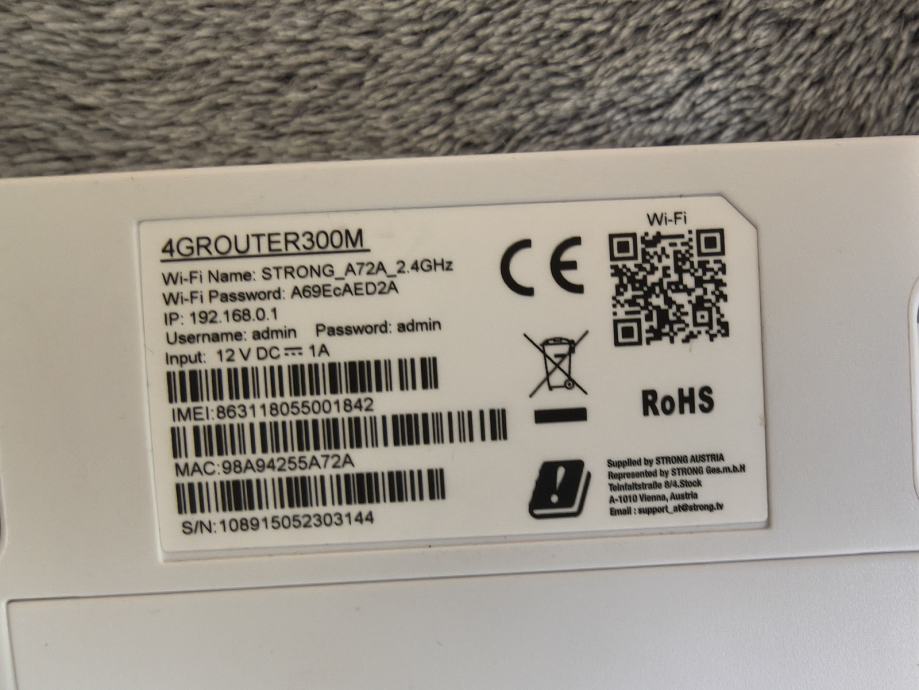 4GROUTER300M
Wi-Fi Name: STRONG_A72A_2.4GHz
Wi-Fi Password: A69EcAED2A
IP: 192.168.0.1
Username: admin Password: admin
Input: 12 V DC⎓ 1A
IMEI:863118055001842
MAC:98A94255A72A
S/N:108915052303144
CE
Wi-Fi
RoHS
Supplied by STRONG AUSTRIA
Represented by STRONG Ges.m.b.H
Teinfaltstraße 8/4.Stock
A-1010 Vienna, Austria
Email : support_at@strong.tv